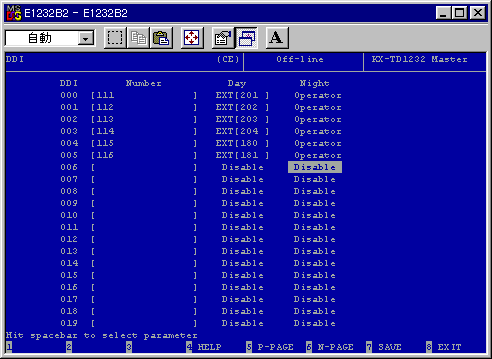 E1232B2 - E1232B2
自動
DDI (CE) Off-line KX-TD1232 Master
DDI Number Day Night
000 [111 ] EXT[201 ] Operator
001 [112 ] EXT[202 ] Operator
002 [113 ] EXT[203 ] Operator
003 [114 ] EXT[204 ] Operator
004 [115 ] EXT[180 ] Operator
005 [116 ] EXT[181 ] Operator
006 [ ] Disable Disable
007 [ ] Disable Disable
008 [ ] Disable Disable
009 [ ] Disable Disable
010 [ ] Disable Disable
011 [ ] Disable Disable
012 [ ] Disable Disable
013 [ ] Disable Disable
014 [ ] Disable Disable
015 [ ] Disable Disable
016 [ ] Disable Disable
017 [ ] Disable Disable
018 [ ] Disable Disable
019 [ ] Disable Disable
Hit spacebar to select parameter
1 2 3 4 HELP 5 P-PAGE 6 N-PAGE 7 SAVE 8 EXIT